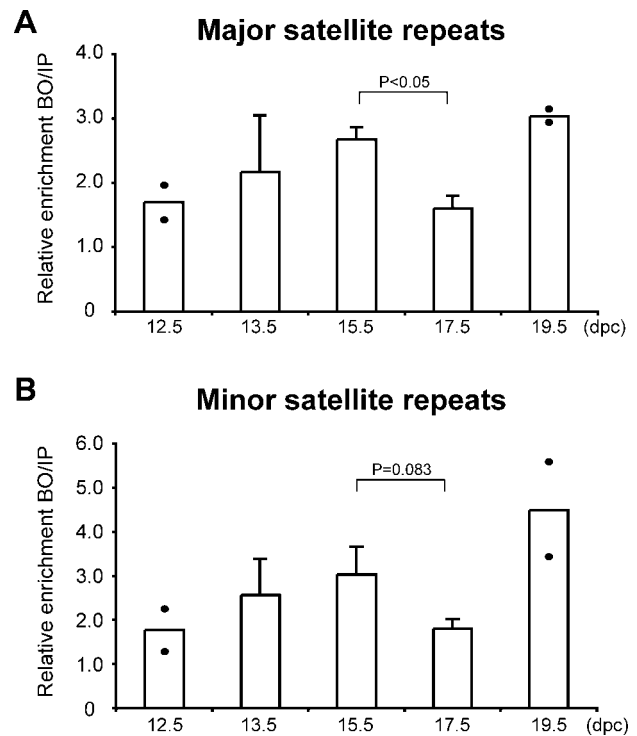 A
Major satellite repeats
Relative enrichment BO/IP
4.0
3.0
2.0
1.0
0
P<0.05
12.5 13.5 15.5 17.5 19.5 (dpc)
B
Minor satellite repeats
Relative enrichment BO/IP
6.0
5.0
4.0
3.0
2.0
1.0
0
P=0.083
12.5 13.5 15.5 17.5 19.5 (dpc)